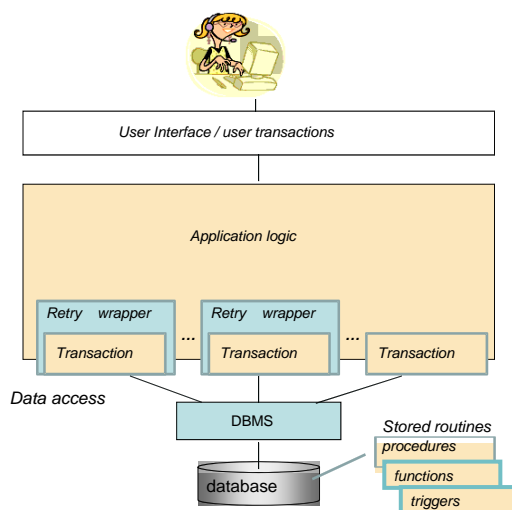 User Interface / user transactions
Application logic
Retry wrapper
Retry wrapper
...
...
Transaction
Transaction
Transaction
Data access
DBMS
Stored routines
procedures
database
functions
triggers